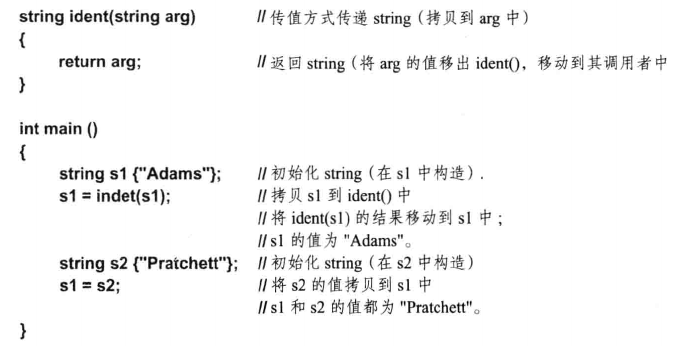 string ident(string arg) //传值方式传递 string（拷贝到 arg 中）
{
return arg; //返回 string（将 arg 的值移出 ident()，移动到其调用者中
}
int main ()
{
string s1 {"Adams"}; //初始化 string（在 s1 中构造）.
s1 = indet(s1); //拷贝 s1 到 ident() 中
//将 ident(s1) 的结果移动到 s1 中；
//s1 的值为 "Adams"。
string s2 {"Pratchett"}; //初始化 string（在 s2 中构造）
s1 = s2; //将 s2 的值拷贝到 s1 中
//s1 和 s2 的值都为 "Pratchett"。
}